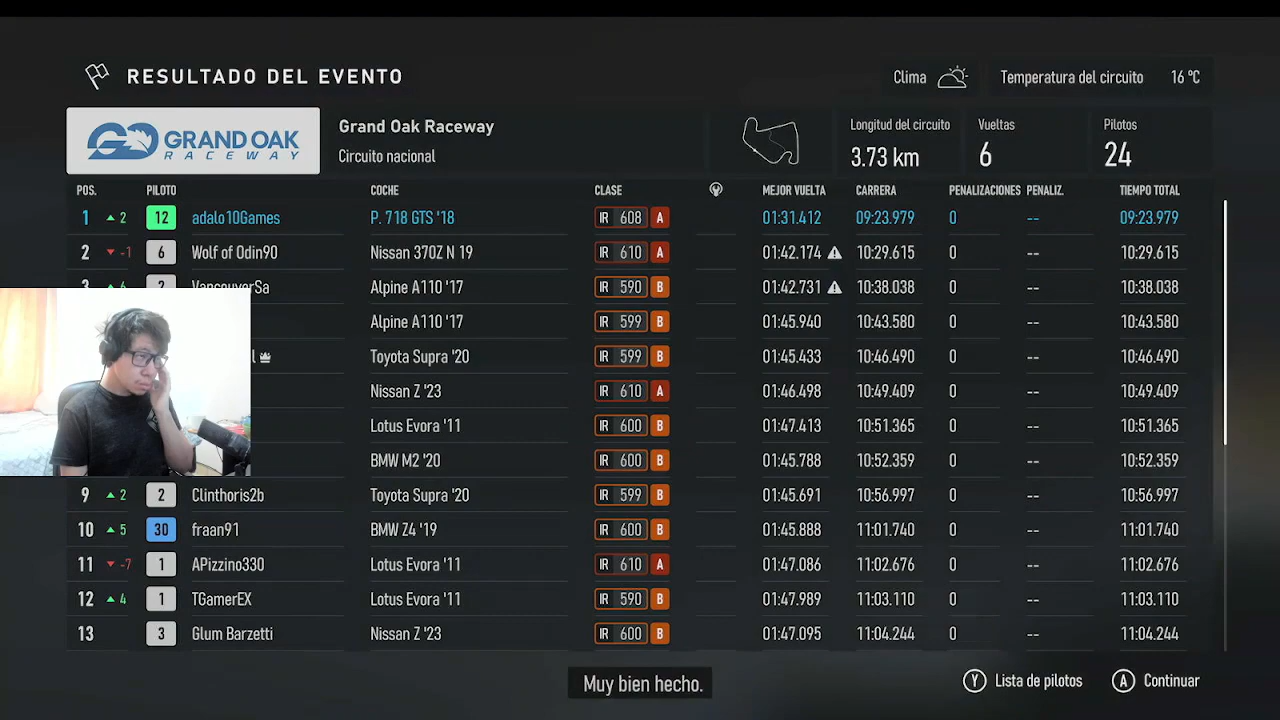 RESULTADO DEL EVENTO
Clima
Temperatura del circuito 16 ºC
GRAND OAK
RACEWAY
Grand Oak Raceway
Circuito nacional
Longitud del circuito
3.73 km
Vueltas
6
Pilotos
24
POS. PILOTO COCHE CLASE MEJOR VUELTA CARRERA PENALIZACIONES PENALIZ. TIEMPO TOTAL
1 2 12 adalo10Games P. 718 GTS '18 IR 608 A 01:31.412 09:23.979 0 -- 09:23.979
2 -1 6 Wolf of Odin90 Nissan 370Z N 19 IR 610 A 01:42.174 10:29.615 0 -- 10:29.615
3 6 2 VancouverSa Alpine A110 '17 IR 590 B 01:42.731 10:38.038 0 -- 10:38.038
Alpine A110 '17 IR 599 B 01:45.940 10:43.580 0 -- 10:43.580
l Toyota Supra '20 IR 599 B 01:45.433 10:46.490 0 -- 10:46.490
Nissan Z '23 IR 610 A 01:46.498 10:49.409 0 -- 10:49.409
Lotus Evora '11 IR 600 B 01:47.413 10:51.365 0 -- 10:51.365
BMW M2 '20 IR 600 B 01:45.788 10:52.359 0 -- 10:52.359
9 2 2 Clinthoris2b Toyota Supra '20 IR 599 B 01:45.691 10:56.997 0 -- 10:56.997
10 5 30 fraan91 BMW Z4 '19 IR 600 B 01:45.888 11:01.740 0 -- 11:01.740
11 -7 1 APizzino330 Lotus Evora '11 IR 610 A 01:47.086 11:02.676 0 -- 11:02.676
12 4 1 TGamerEX Lotus Evora '11 IR 590 B 01:47.989 11:03.110 0 -- 11:03.110
13 3 Glum Barzetti Nissan Z '23 IR 600 B 01:47.095 11:04.244 0 -- 11:04.244
Muy bien hecho.
Y Lista de pilotos A Continuar